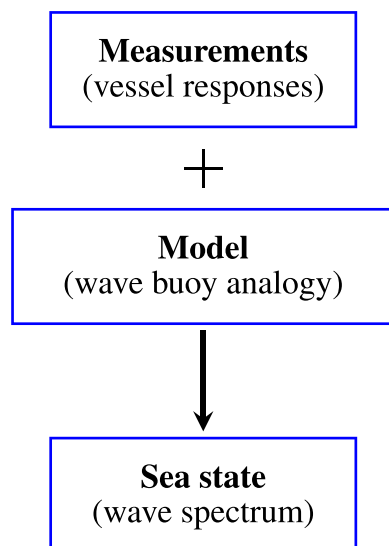 Measurements
(vessel responses)
+
Model
(wave buoy analogy)
Sea state
(wave spectrum)